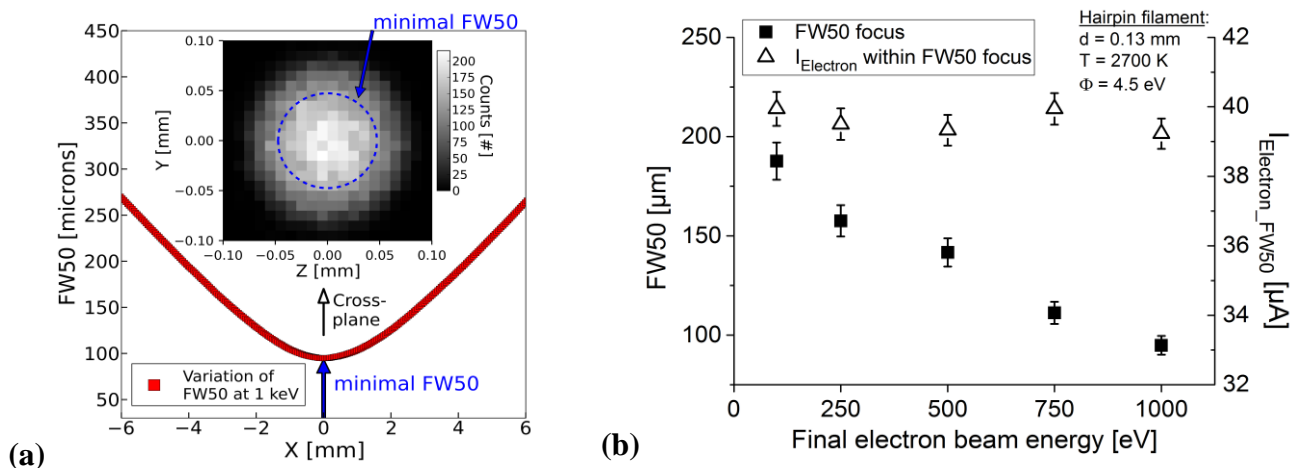 minimal FW50
450
400
350
300
250
200
150
100
50
FW50 [microns]
0.10
0.05
0.00
−0.05
−0.10
Y [mm]
−0.10 −0.05 0.00 0.05 0.10
Z [mm]
200
175
150
125
100
75
50
25
0
Counts [#]
Cross-
plane
Variation of
FW50 at 1 keV
minimal FW50
−6 −4 −2 0 2 4 6
X [mm]
(a)
FW50 focus
I_Electron within FW50 focus
Hairpin filament:
d = 0.13 mm
T = 2700 K
Φ = 4.5 eV
250
200
150
100
FW50 [µm]
42
40
38
36
34
32
I_Electron_FW50 [µA]
0 250 500 750 1000
Final electron beam energy [eV]
(b)